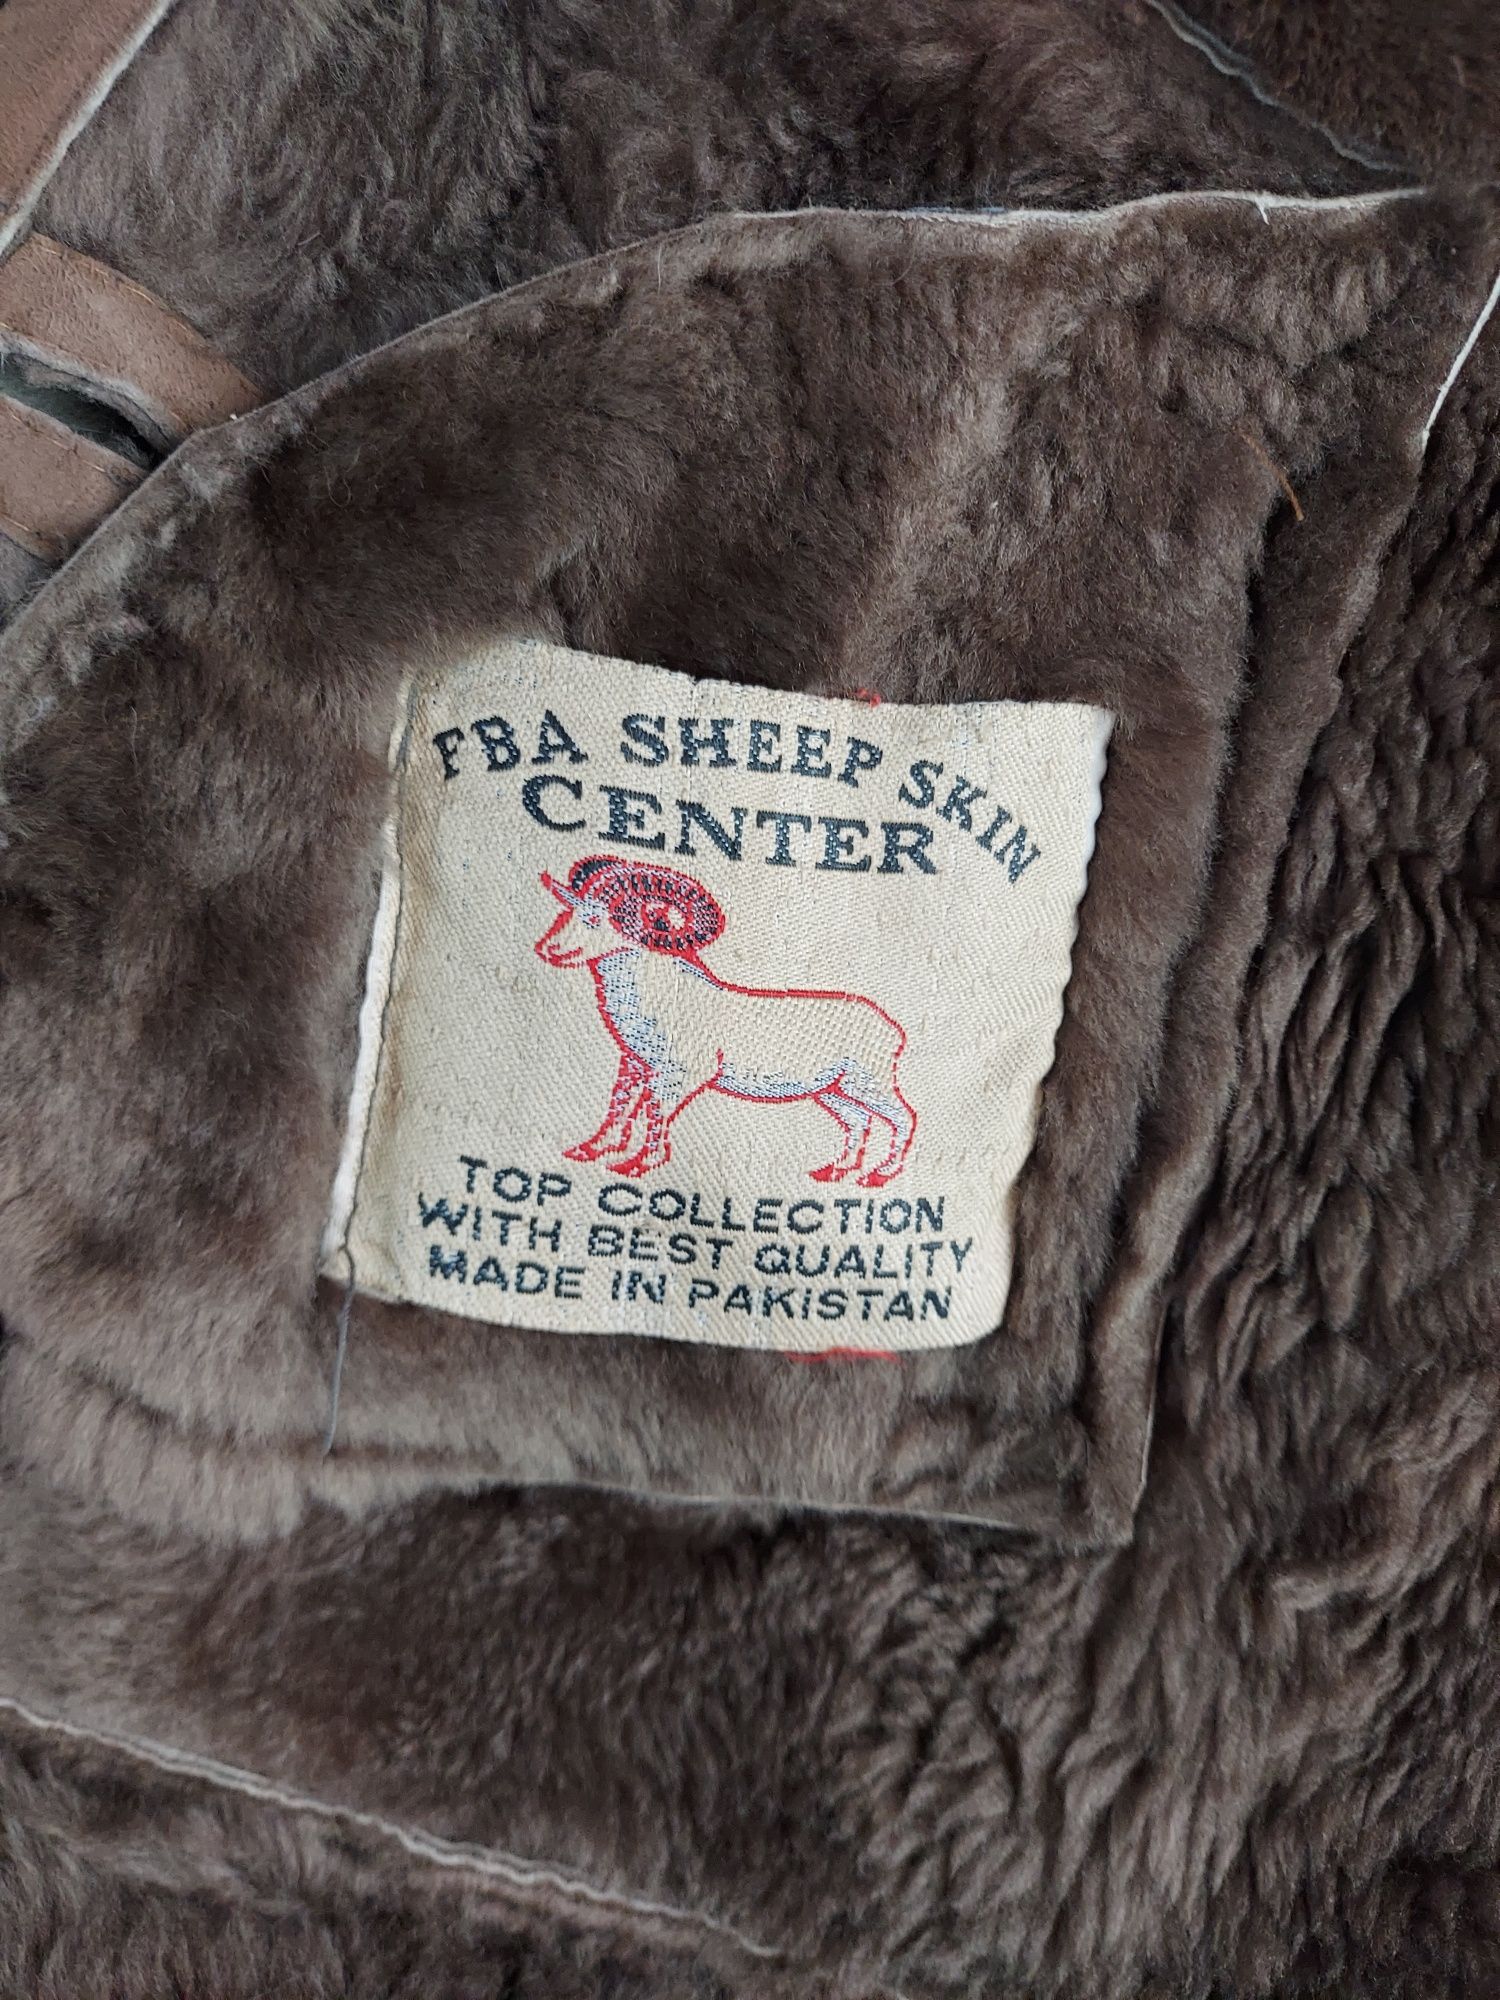 FBA SHEEP SKIN
CENTER
TOP COLLECTION
WITH BEST QUALITY
MADE IN PAKISTAN